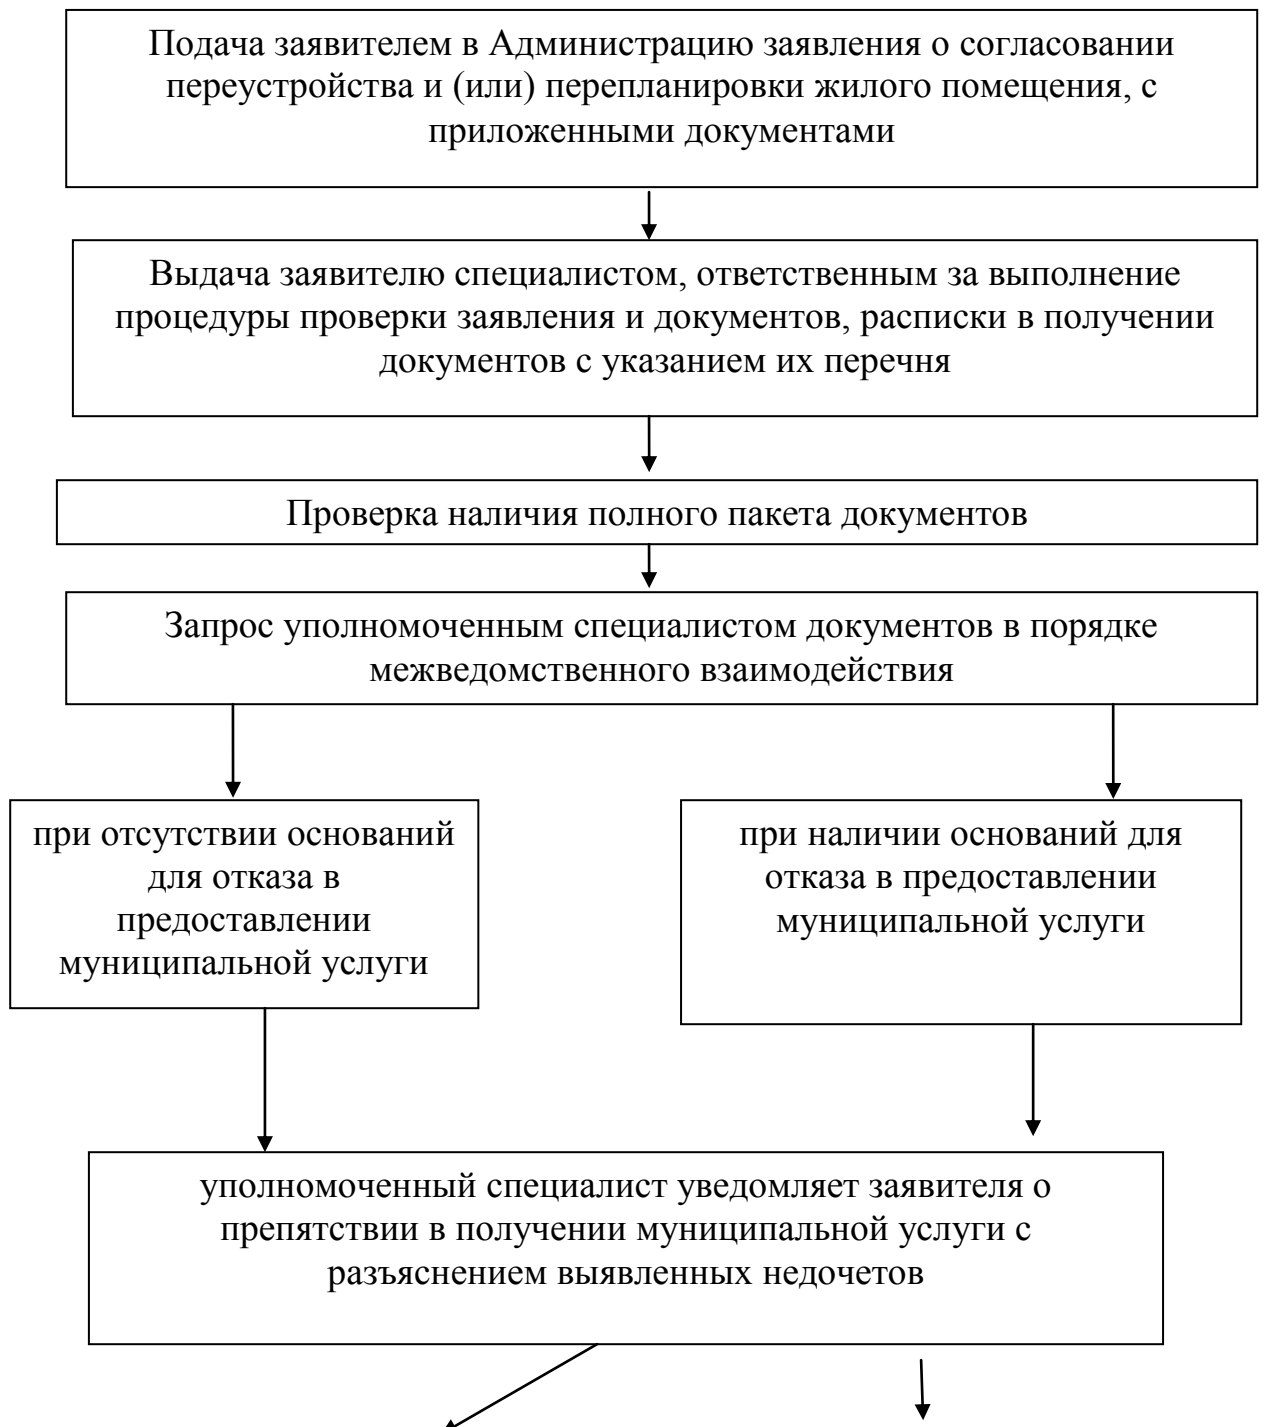 Подача заявителем в Администрацию заявления о согласовании
переустройства и (или) перепланировки жилого помещения, с
приложенными документами
Выдача заявителю специалистом, ответственным за выполнение
процедуры проверки заявления и документов, расписки в получении
документов с указанием их перечня
Проверка наличия полного пакета документов
Запрос уполномоченным специалистом документов в порядке
межведомственного взаимодействия
при отсутствии оснований
для отказа в
предоставлении
муниципальной услуги
при наличии оснований для
отказа в предоставлении
муниципальной услуги
уполномоченный специалист уведомляет заявителя о
препятствии в получении муниципальной услуги с
разъяснением выявленных недочетов